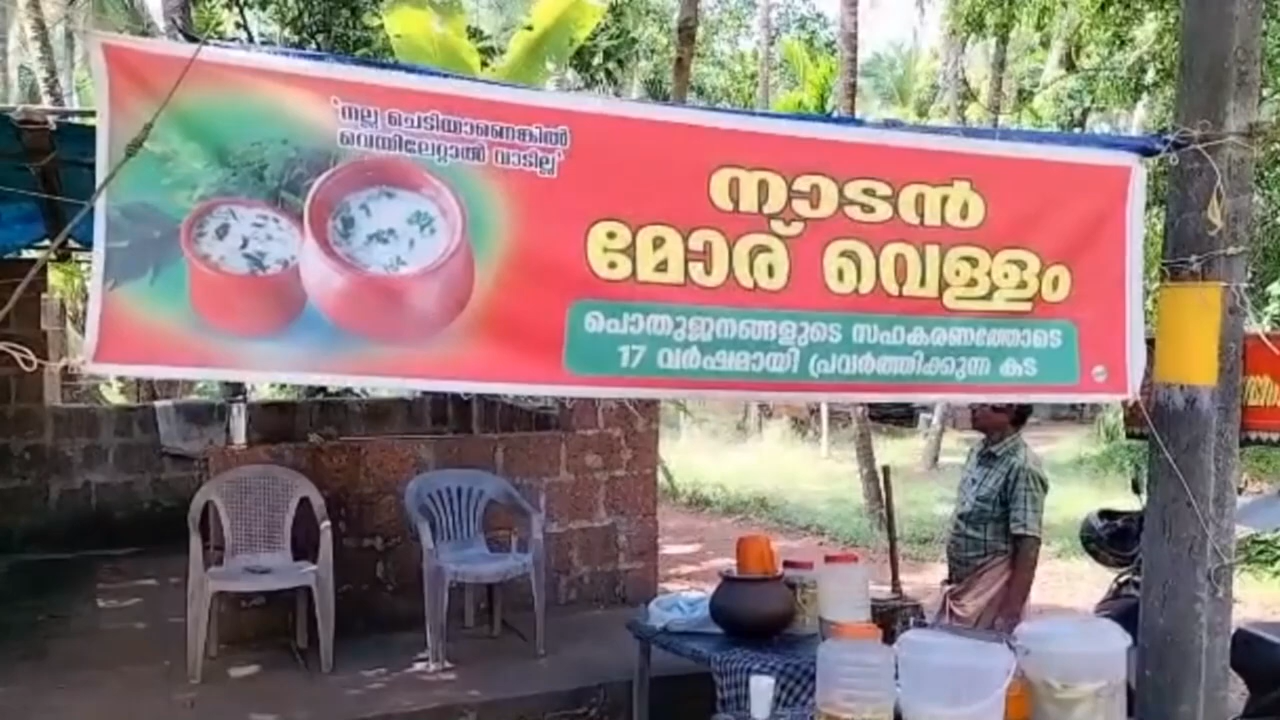 'നല്ല ചെടിയാണെങ്കിൽ
വെയിലേറ്റാൽ വാടില്ല'
നാടൻ
മോര് വെള്ളം
പൊതുജനങ്ങളുടെ സഹകരണത്തോടെ
17 വർഷമായി പ്രവർത്തിക്കുന്ന കട